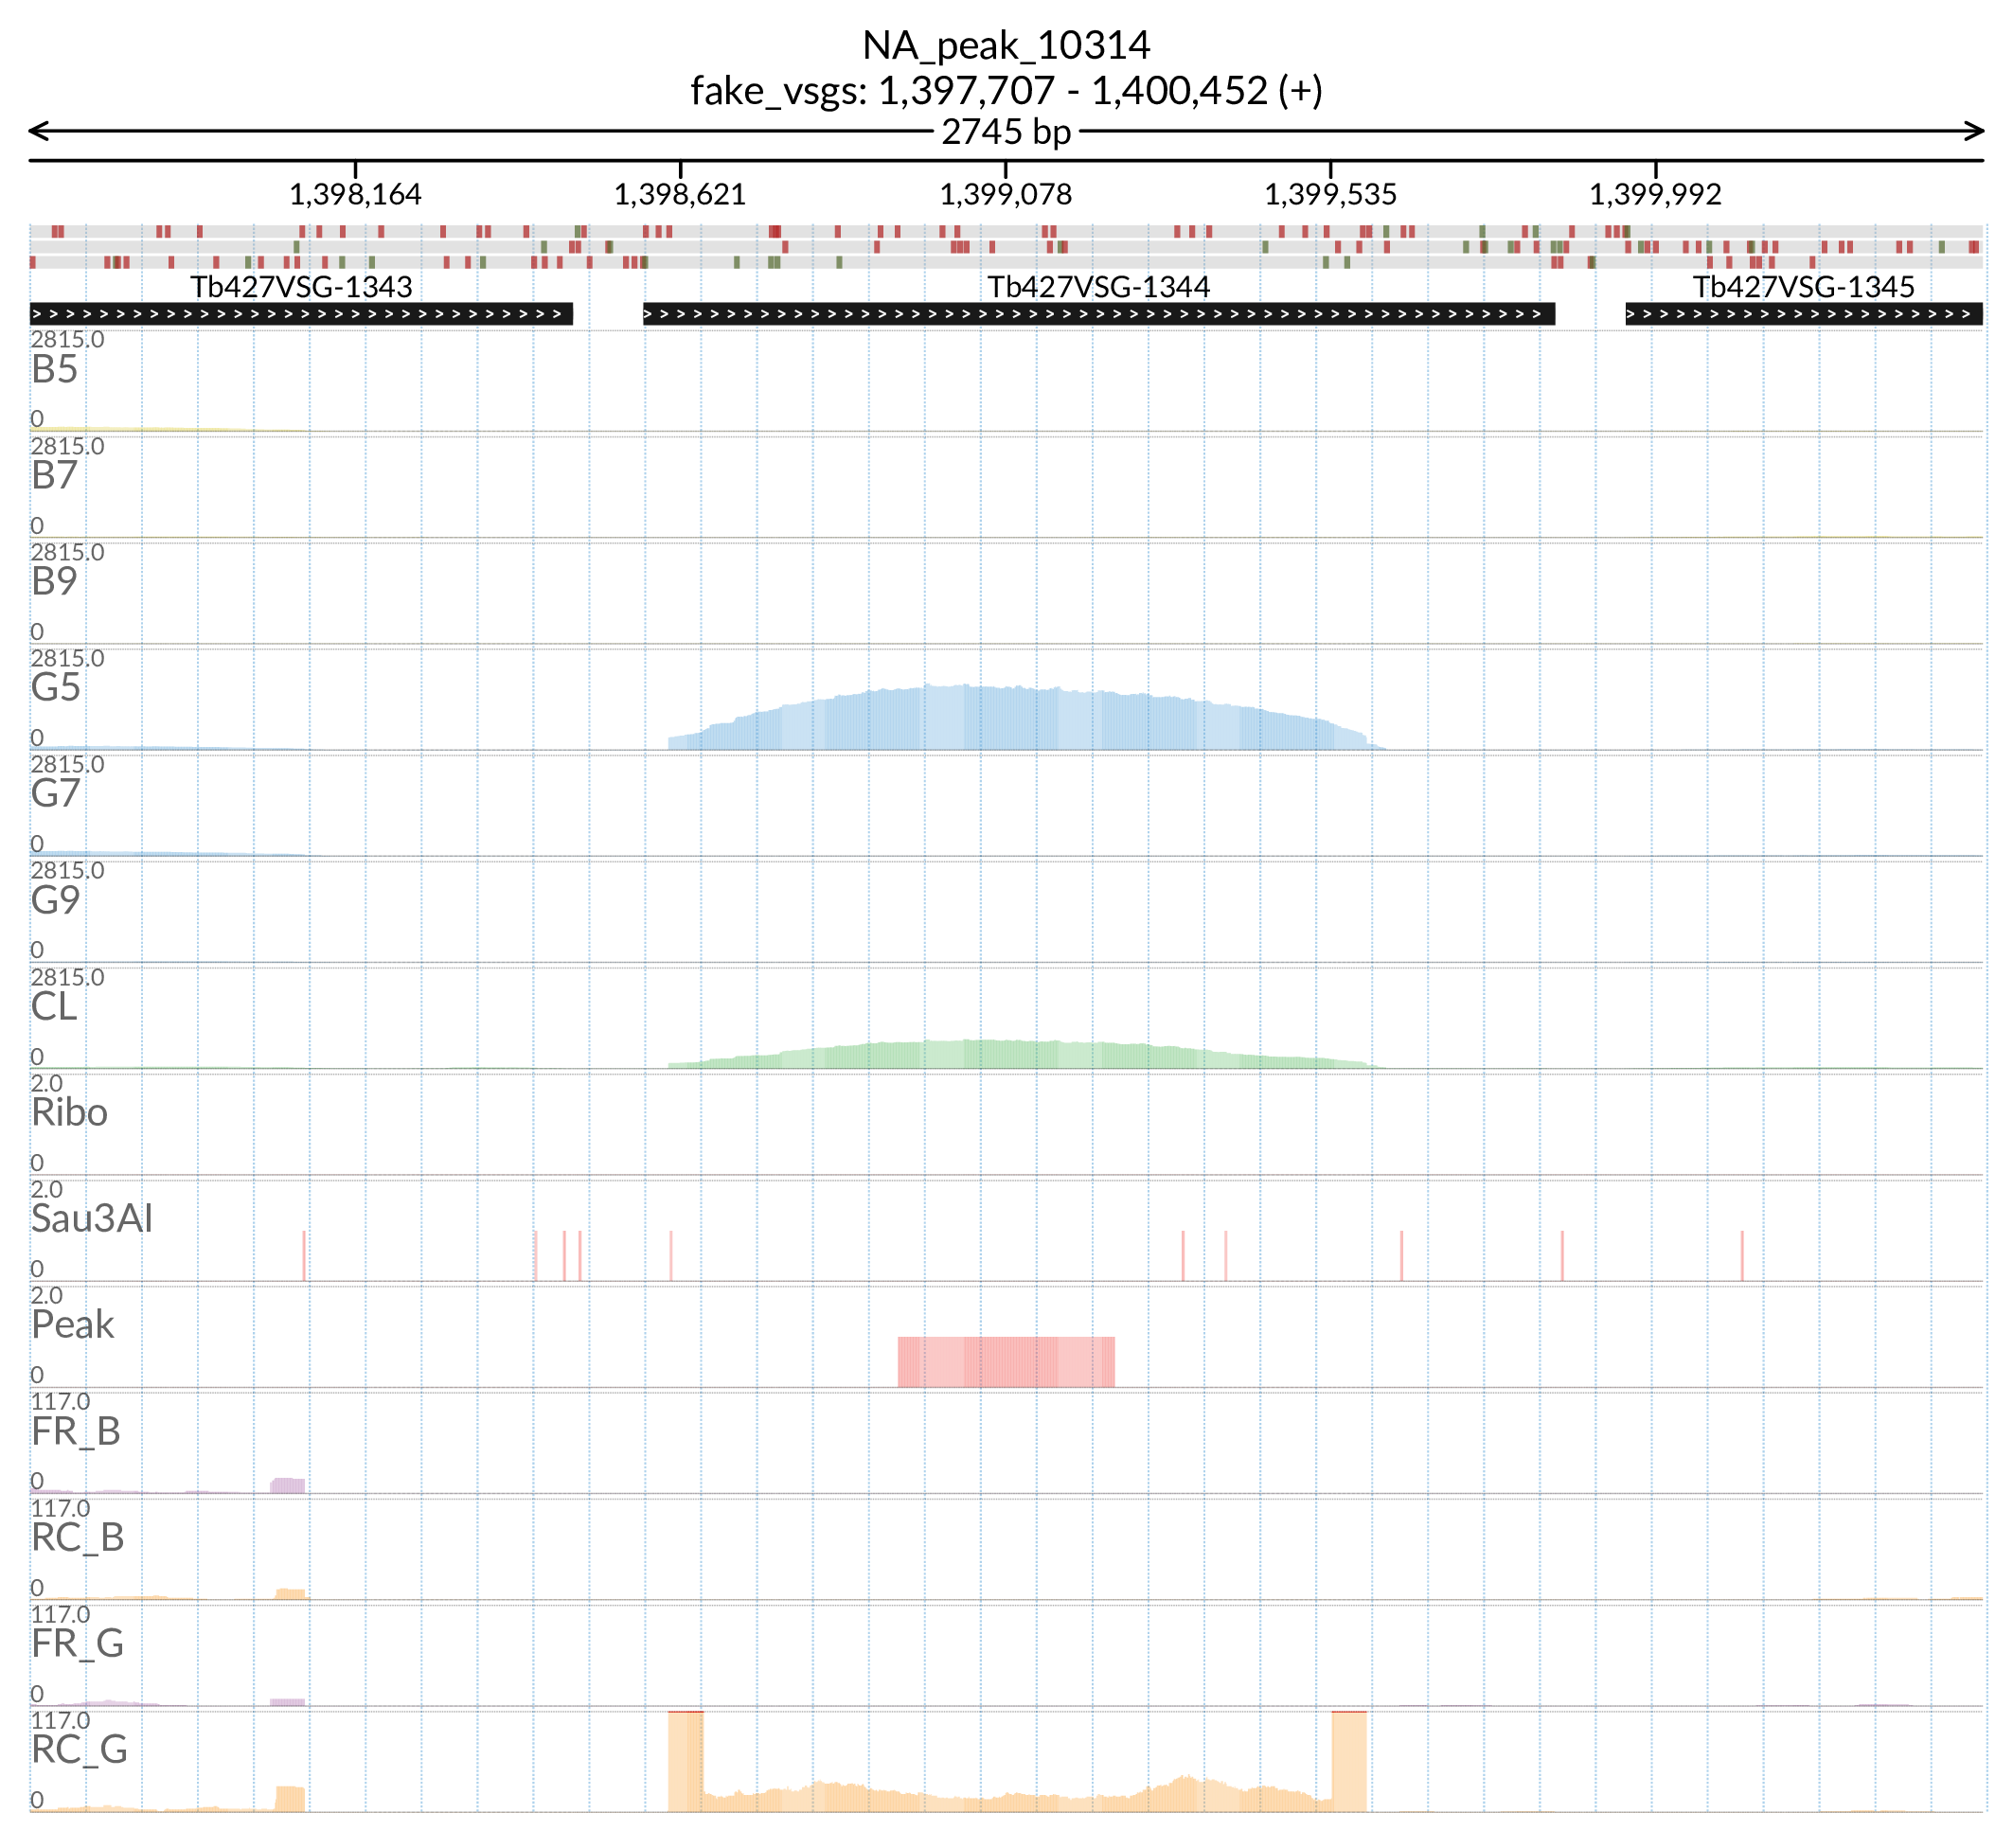 NA_peak_10314
fake_vsgs: 1,397,707 - 1,400,452 (+)
2745 bp
1,398,164 1,398,621 1,399,078 1,399,535 1,399,992
Tb427VSG-1343 Tb427VSG-1344 Tb427VSG-1345
2815.0
B5
0
2815.0
B7
0
2815.0
B9
0
2815.0
G5
0
2815.0
G7
0
2815.0
G9
0
2815.0
CL
0
2.0
Ribo
0
2.0
Sau3AI
0
2.0
Peak
0
117.0
FR_B
0
117.0
RC_B
0
117.0
FR_G
0
117.0
RC_G
0